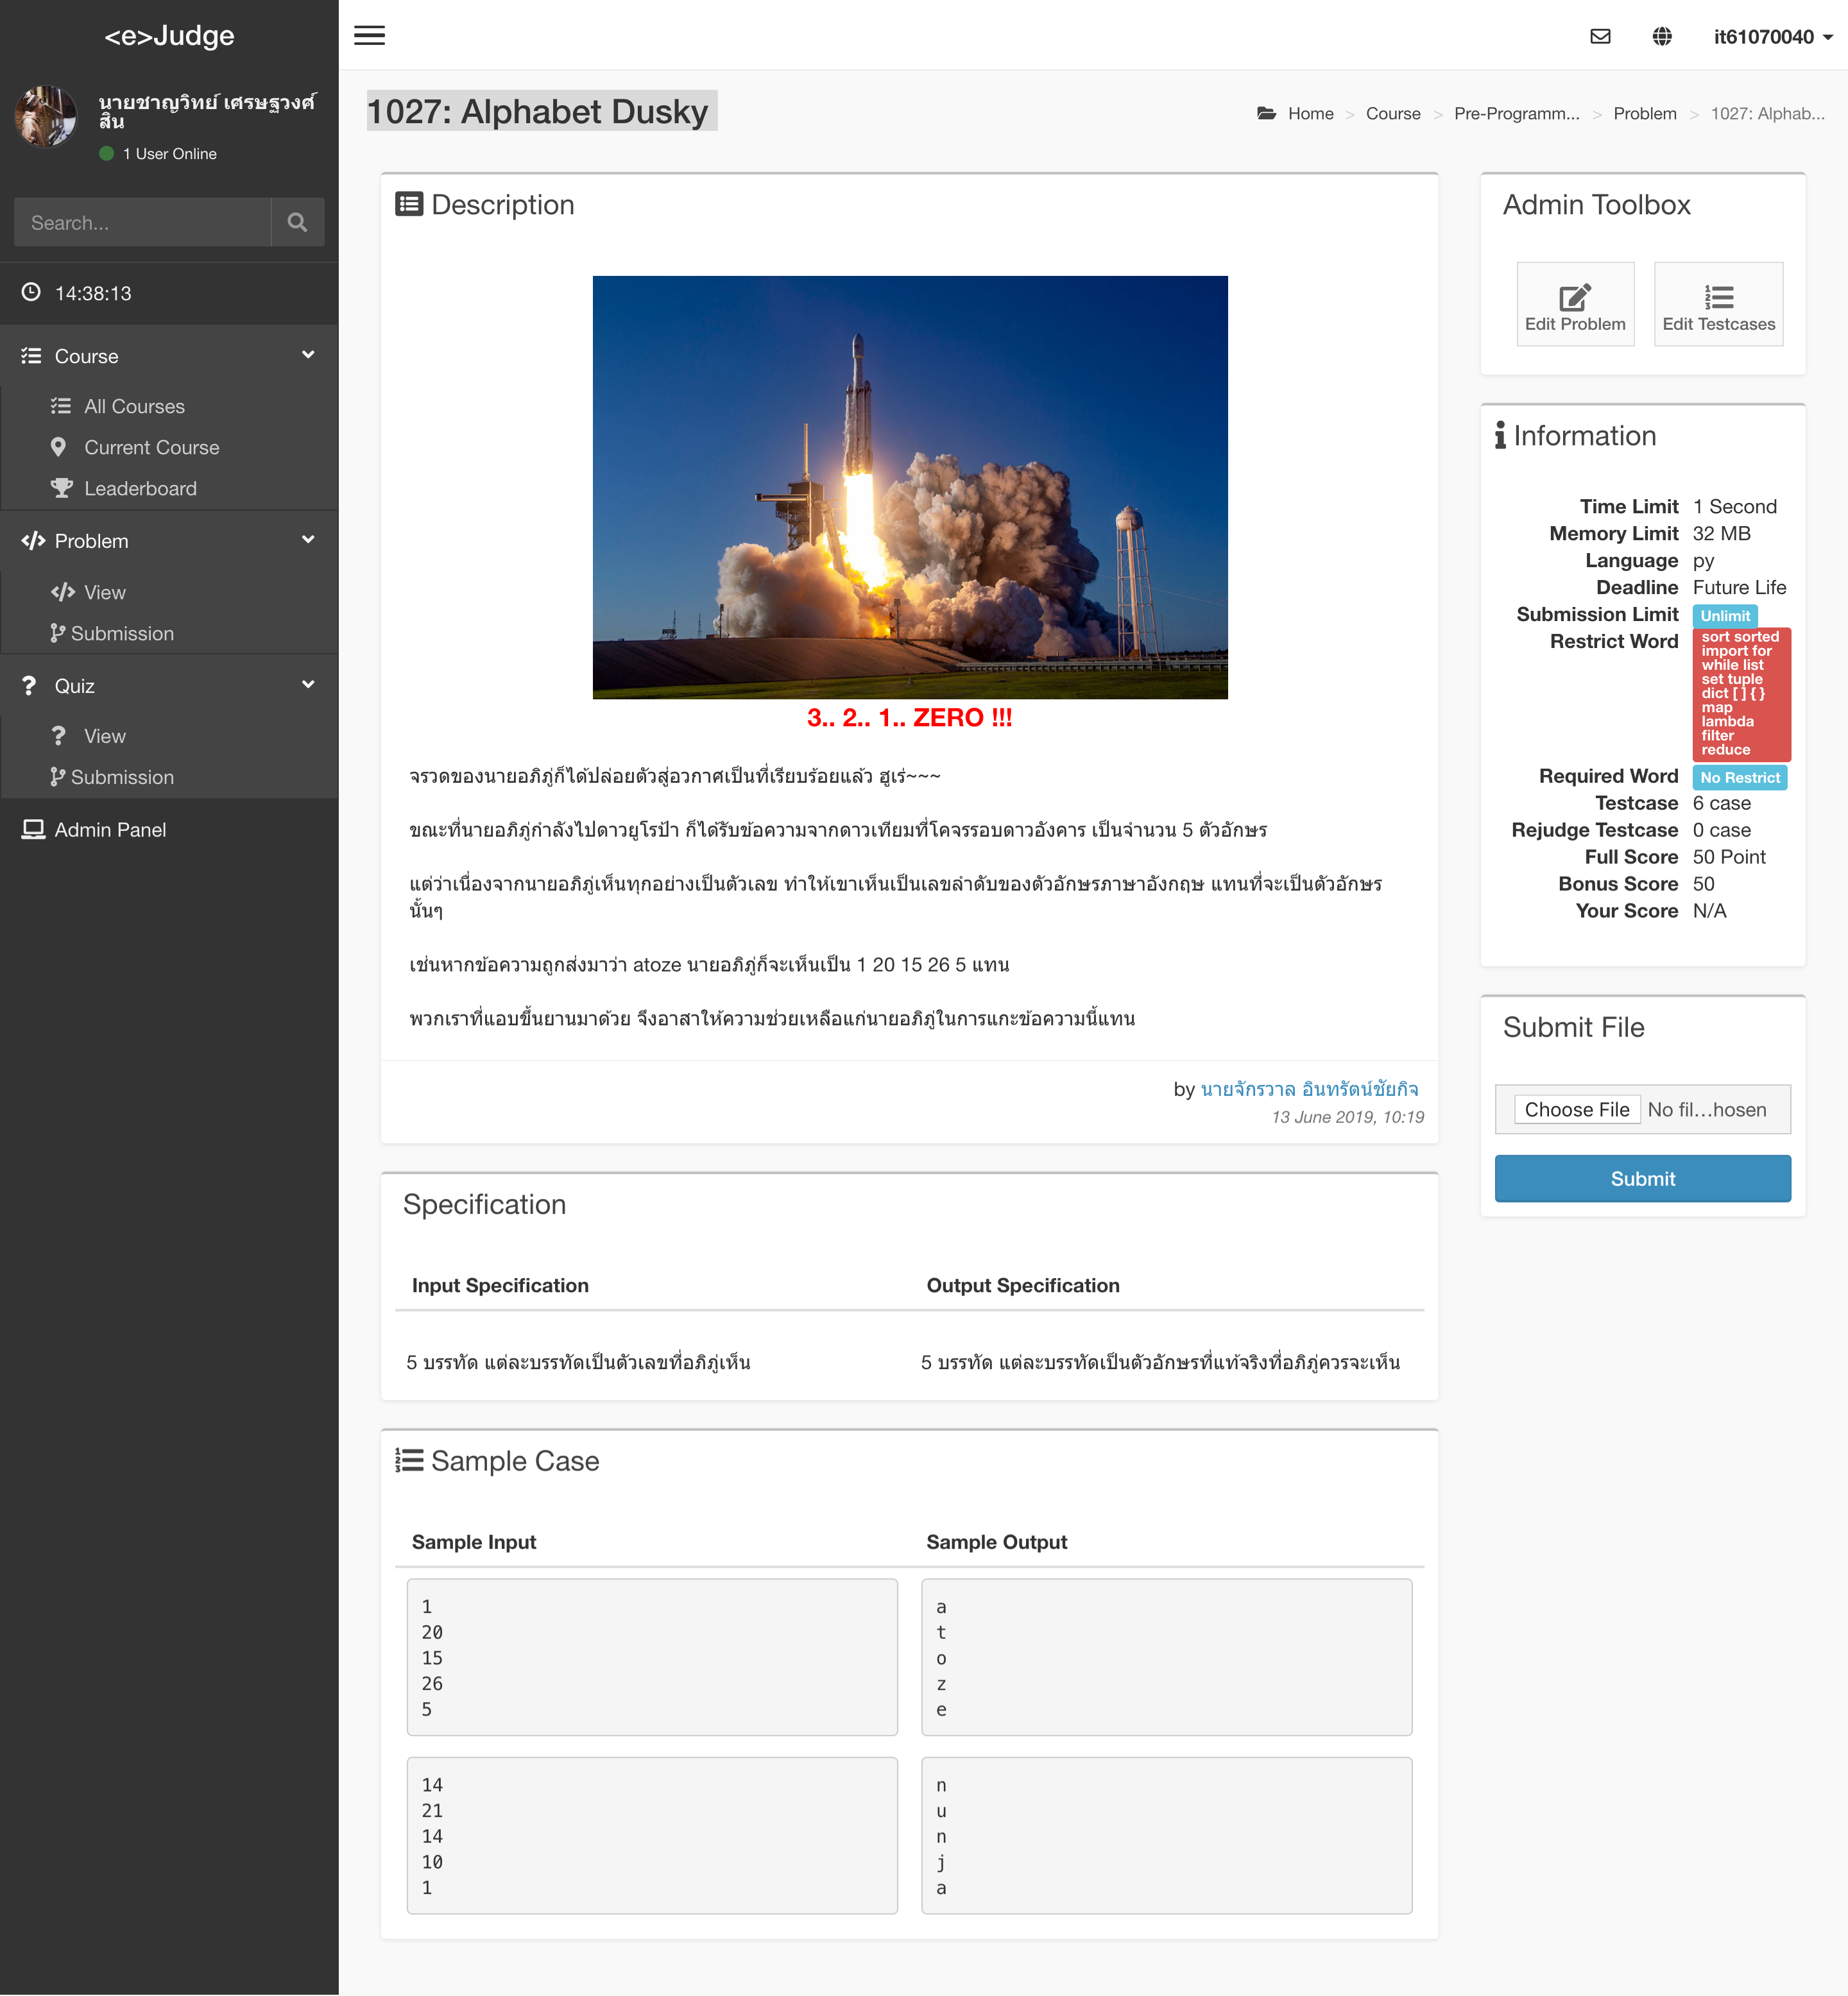 <e>Judge
it61070040
นายชาญวิทย์ เศรษฐวงศ์
สิน
1 User Online
Search...
14:38:13
Course
All Courses
Current Course
Leaderboard
Problem
View
Submission
Quiz
View
Submission
Admin Panel
1027: Alphabet Dusky
Home > Course > Pre-Programm... > Problem > 1027: Alphab...
Description
3.. 2.. 1.. ZERO !!!
จรวดของนายอภิภู่ก็ได้ปล่อยตัวสู่อวกาศเป็นที่เรียบร้อยแล้ว ฮูเร่~~~
ขณะที่นายอภิภู่กำลังไปดาวยูโรป้า ก็ได้รับข้อความจากดาวเทียมที่โคจรรอบดาวอังคาร เป็นจำนวน 5 ตัวอักษร
แต่ว่าเนื่องจากนายอภิภู่เห็นทุกอย่างเป็นตัวเลข ทำให้เขาเห็นเป็นเลขลำดับของตัวอักษรภาษาอังกฤษ แทนที่จะเป็นตัวอักษร
นั้นๆ
เช่นหากข้อความถูกส่งมาว่า atoze นายอภิภู่ก็จะเห็นเป็น 1 20 15 26 5 แทน
พวกเราที่แอบขึ้นยานมาด้วย จึงอาสาให้ความช่วยเหลือแก่นายอภิภู่ในการแกะข้อความนี้แทน
by นายจักรวาล อินทรัตน์ชัยกิจ
13 June 2019, 10:19
Specification
Input Specification
Output Specification
5 บรรทัด แต่ละบรรทัดเป็นตัวเลขที่อภิภู่เห็น
5 บรรทัด แต่ละบรรทัดเป็นตัวอักษรที่แท้จริงที่อภิภู่ควรจะเห็น
Sample Case
Sample Input
Sample Output
1
20
15
26
5
a
t
o
z
e
14
21
14
10
1
n
u
n
j
a
Admin Toolbox
Edit Problem
Edit Testcases
Information
Time Limit 1 Second
Memory Limit 32 MB
Language py
Deadline Future Life
Submission Limit Unlimit
Restrict Word sort sorted
import for
while list
set tuple
dict [ ] { }
map
lambda
filter
reduce
Required Word No Restrict
Testcase 6 case
Rejudge Testcase 0 case
Full Score 50 Point
Bonus Score 50
Your Score N/A
Submit File
Choose File No fil...hosen
Submit